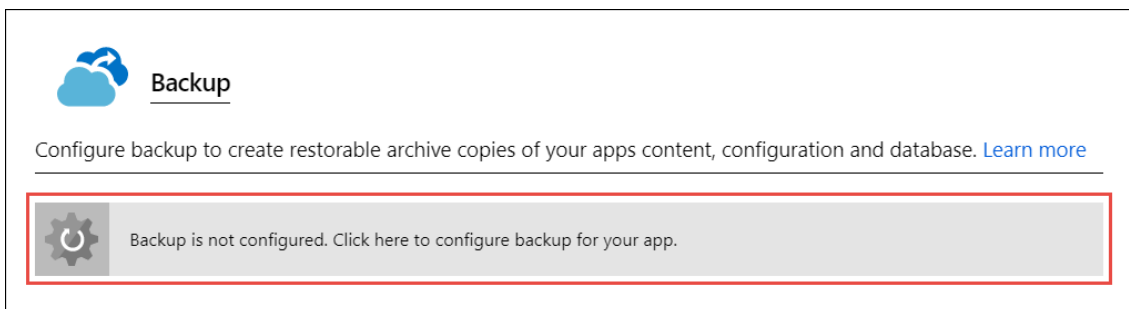 Backup
Configure backup to create restorable archive copies of your apps content, configuration and database. Learn more
Backup is not configured. Click here to configure backup for your app.